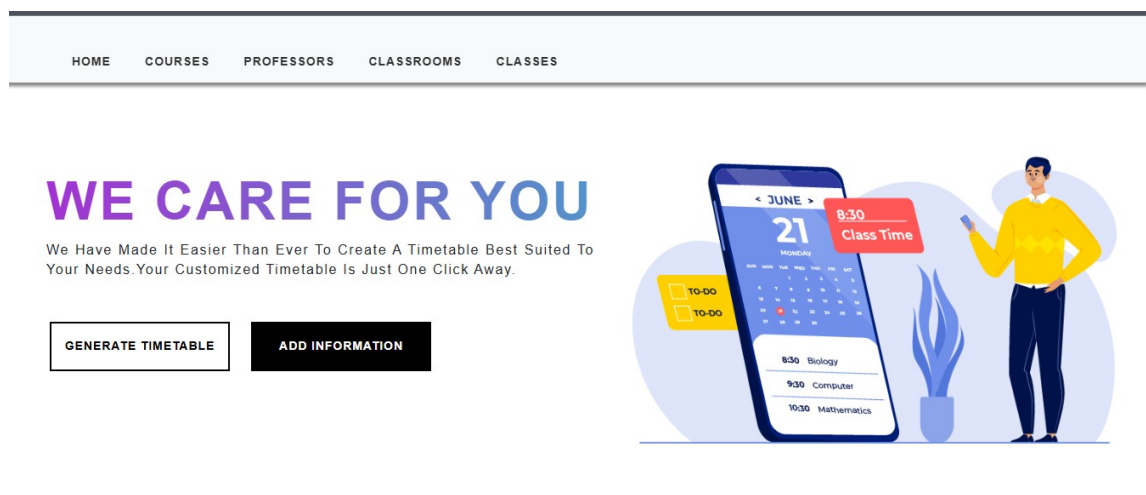 HOME COURSES PROFESSORS CLASSROOMS CLASSES
WE CARE FOR YOU
We Have Made It Easier Than Ever To Create A Timetable Best Suited To
Your Needs.Your Customized Timetable Is Just One Click Away.
GENERATE TIMETABLE ADD INFORMATION
< JUNE >
21
MONDAY
8:30
Class Time
TO-DO
TO-DO
8:30 Biology
9:30 Computer
10:30 Mathematics